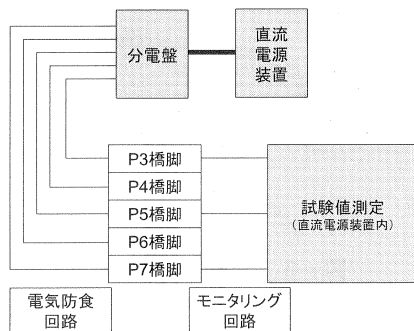 分電盤
直流
電源
装置
P3橋脚
P4橋脚
P5橋脚
P6橋脚
P7橋脚
試験値測定
(直流電源装置内)
電気防食
回路
モニタリング
回路